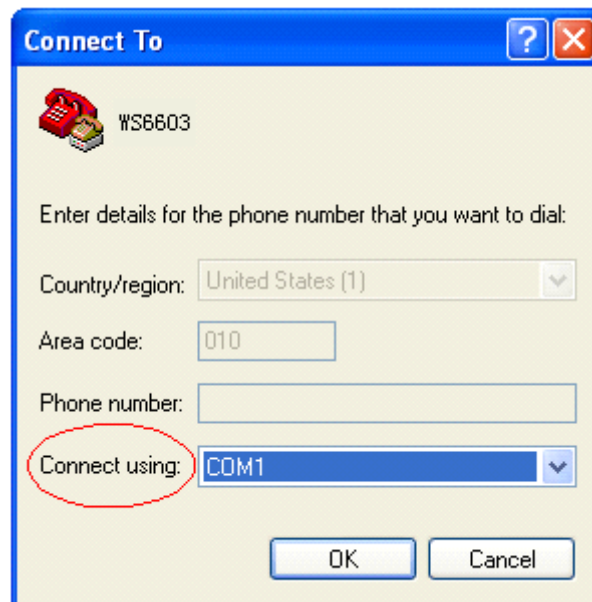 Connect To
WS6603
Enter details for the phone number that you want to dial:
Country/region: United States (1)
Area code: 010
Phone number:
Connect using: COM1
OK Cancel